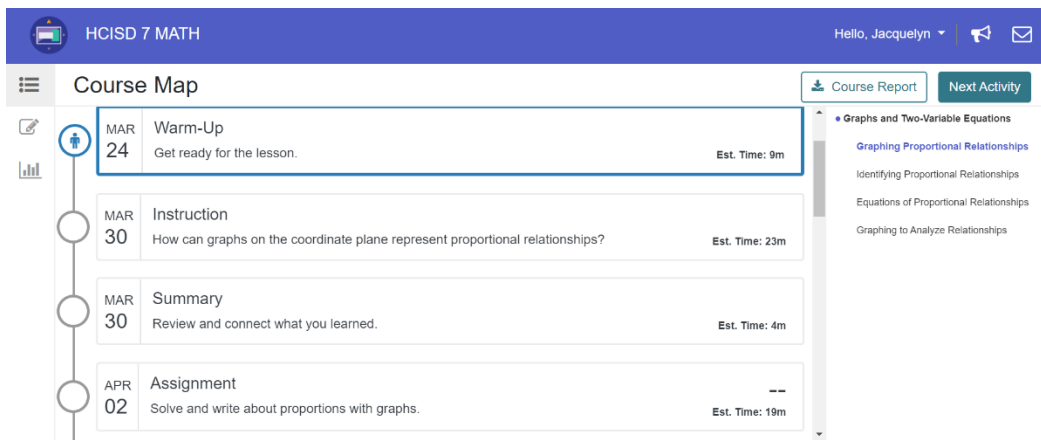 HCISD 7 MATH
Hello, Jacquelyn
Course Map
Course Report
Next Activity
MAR
24
Warm-Up
Get ready for the lesson.
Est. Time: 9m
MAR
30
Instruction
How can graphs on the coordinate plane represent proportional relationships?
Est. Time: 23m
MAR
30
Summary
Review and connect what you learned.
Est. Time: 4m
APR
02
Assignment
Solve and write about proportions with graphs.
--
Est. Time: 19m
Graphs and Two-Variable Equations
Graphing Proportional Relationships
Identifying Proportional Relationships
Equations of Proportional Relationships
Graphing to Analyze Relationships